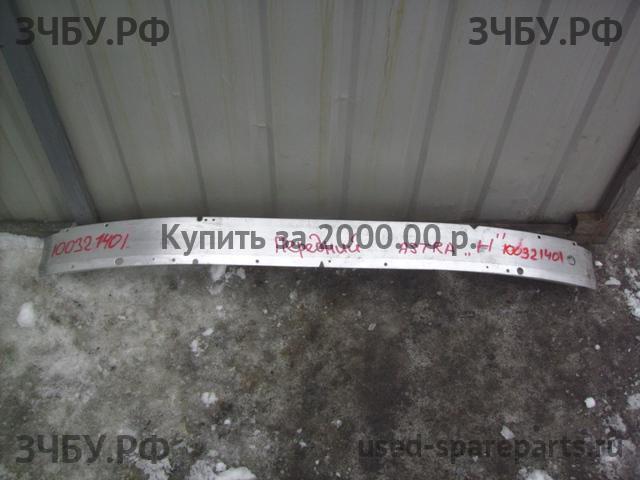 ЗЧБУ.РФ ЗЧБУ.РФ
Купить за 2000.00 р.
100321401. Передний ASTRA „H" 100321401
ЗЧБУ.РФ used-spareparts.ru